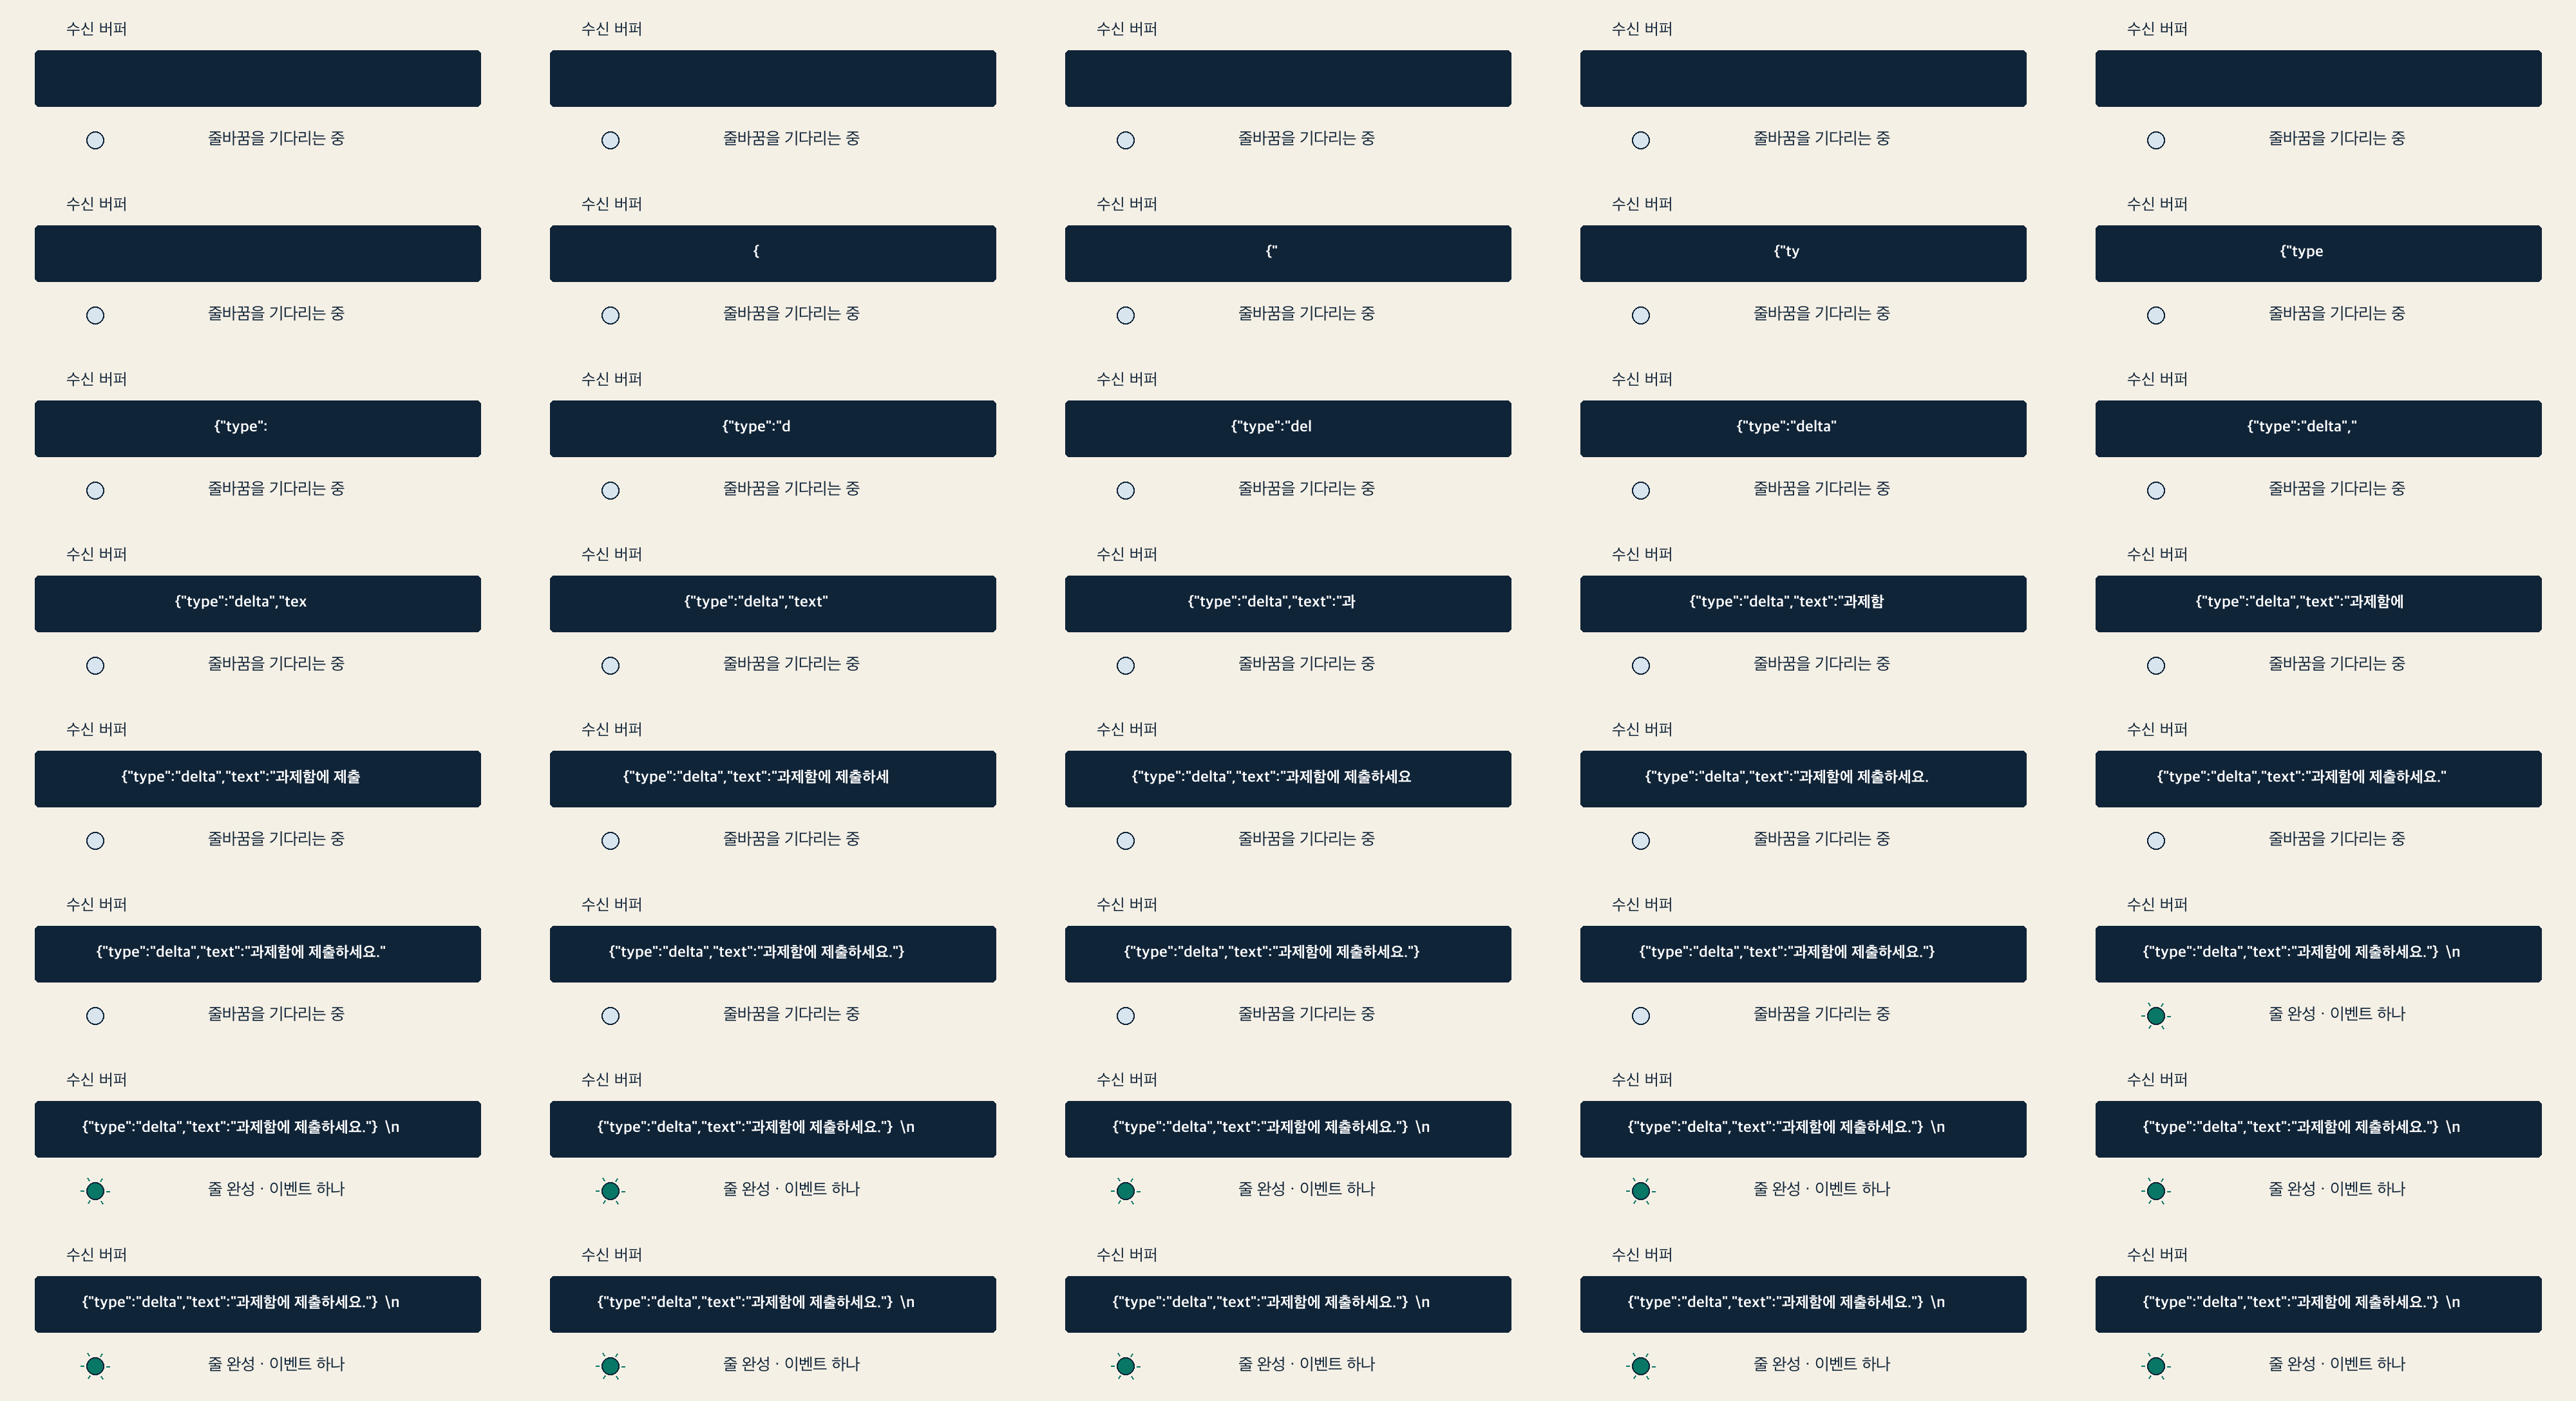 수신 버퍼 수신 버퍼 수신 버퍼 수신 버퍼 수신 버퍼
줄바꿈을 기다리는 중 줄바꿈을 기다리는 중 줄바꿈을 기다리는 중 줄바꿈을 기다리는 중 줄바꿈을 기다리는 중
수신 버퍼 수신 버퍼 수신 버퍼 수신 버퍼 수신 버퍼
{ {" {"ty {"type
줄바꿈을 기다리는 중 줄바꿈을 기다리는 중 줄바꿈을 기다리는 중 줄바꿈을 기다리는 중 줄바꿈을 기다리는 중
수신 버퍼 수신 버퍼 수신 버퍼 수신 버퍼 수신 버퍼
{"type": {"type":"d {"type":"del {"type":"delta" {"type":"delta","
줄바꿈을 기다리는 중 줄바꿈을 기다리는 중 줄바꿈을 기다리는 중 줄바꿈을 기다리는 중 줄바꿈을 기다리는 중
수신 버퍼 수신 버퍼 수신 버퍼 수신 버퍼 수신 버퍼
{"type":"delta","tex {"type":"delta","text" {"type":"delta","text":"과 {"type":"delta","text":"과제함 {"type":"delta","text":"과제함에
줄바꿈을 기다리는 중 줄바꿈을 기다리는 중 줄바꿈을 기다리는 중 줄바꿈을 기다리는 중 줄바꿈을 기다리는 중
수신 버퍼 수신 버퍼 수신 버퍼 수신 버퍼 수신 버퍼
{"type":"delta","text":"과제함에 제출 {"type":"delta","text":"과제함에 제출하세 {"type":"delta","text":"과제함에 제출하세요 {"type":"delta","text":"과제함에 제출하세요. {"type":"delta","text":"과제함에 제출하세요."
줄바꿈을 기다리는 중 줄바꿈을 기다리는 중 줄바꿈을 기다리는 중 줄바꿈을 기다리는 중 줄바꿈을 기다리는 중
수신 버퍼 수신 버퍼 수신 버퍼 수신 버퍼 수신 버퍼
{"type":"delta","text":"과제함에 제출하세요." {"type":"delta","text":"과제함에 제출하세요."} {"type":"delta","text":"과제함에 제출하세요."} {"type":"delta","text":"과제함에 제출하세요."} {"type":"delta","text":"과제함에 제출하세요."} \n
줄바꿈을 기다리는 중 줄바꿈을 기다리는 중 줄바꿈을 기다리는 중 줄바꿈을 기다리는 중 줄 완성 · 이벤트 하나
수신 버퍼 수신 버퍼 수신 버퍼 수신 버퍼 수신 버퍼
{"type":"delta","text":"과제함에 제출하세요."} \n {"type":"delta","text":"과제함에 제출하세요."} \n {"type":"delta","text":"과제함에 제출하세요."} \n {"type":"delta","text":"과제함에 제출하세요."} \n {"type":"delta","text":"과제함에 제출하세요."} \n
줄 완성 · 이벤트 하나 줄 완성 · 이벤트 하나 줄 완성 · 이벤트 하나 줄 완성 · 이벤트 하나 줄 완성 · 이벤트 하나
수신 버퍼 수신 버퍼 수신 버퍼 수신 버퍼 수신 버퍼
{"type":"delta","text":"과제함에 제출하세요."} \n {"type":"delta","text":"과제함에 제출하세요."} \n {"type":"delta","text":"과제함에 제출하세요."} \n {"type":"delta","text":"과제함에 제출하세요."} \n {"type":"delta","text":"과제함에 제출하세요."} \n
줄 완성 · 이벤트 하나 줄 완성 · 이벤트 하나 줄 완성 · 이벤트 하나 줄 완성 · 이벤트 하나 줄 완성 · 이벤트 하나